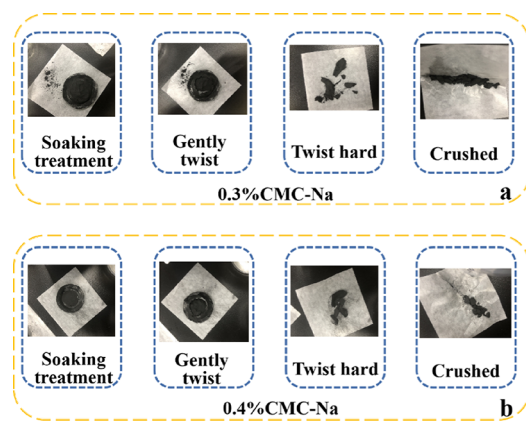 Soaking
treatment
Gently
twist
Twist hard
Crushed
0.3%CMC-Na
a
Soaking
treatment
Gently
twist
Twist hard
Crushed
0.4%CMC-Na
b